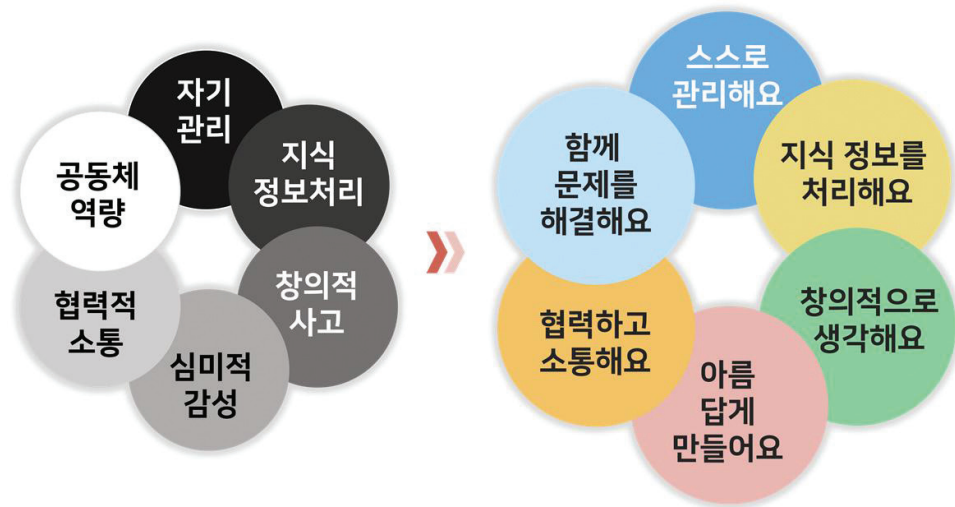 자기
관리
지식
정보처리
창의적
사고
심미적
감성
협력적
소통
공동체
역량
스스로
관리해요
지식 정보를
처리해요
창의적으로
생각해요
아름
답게
만들어요
협력하고
소통해요
함께
문제를
해결해요